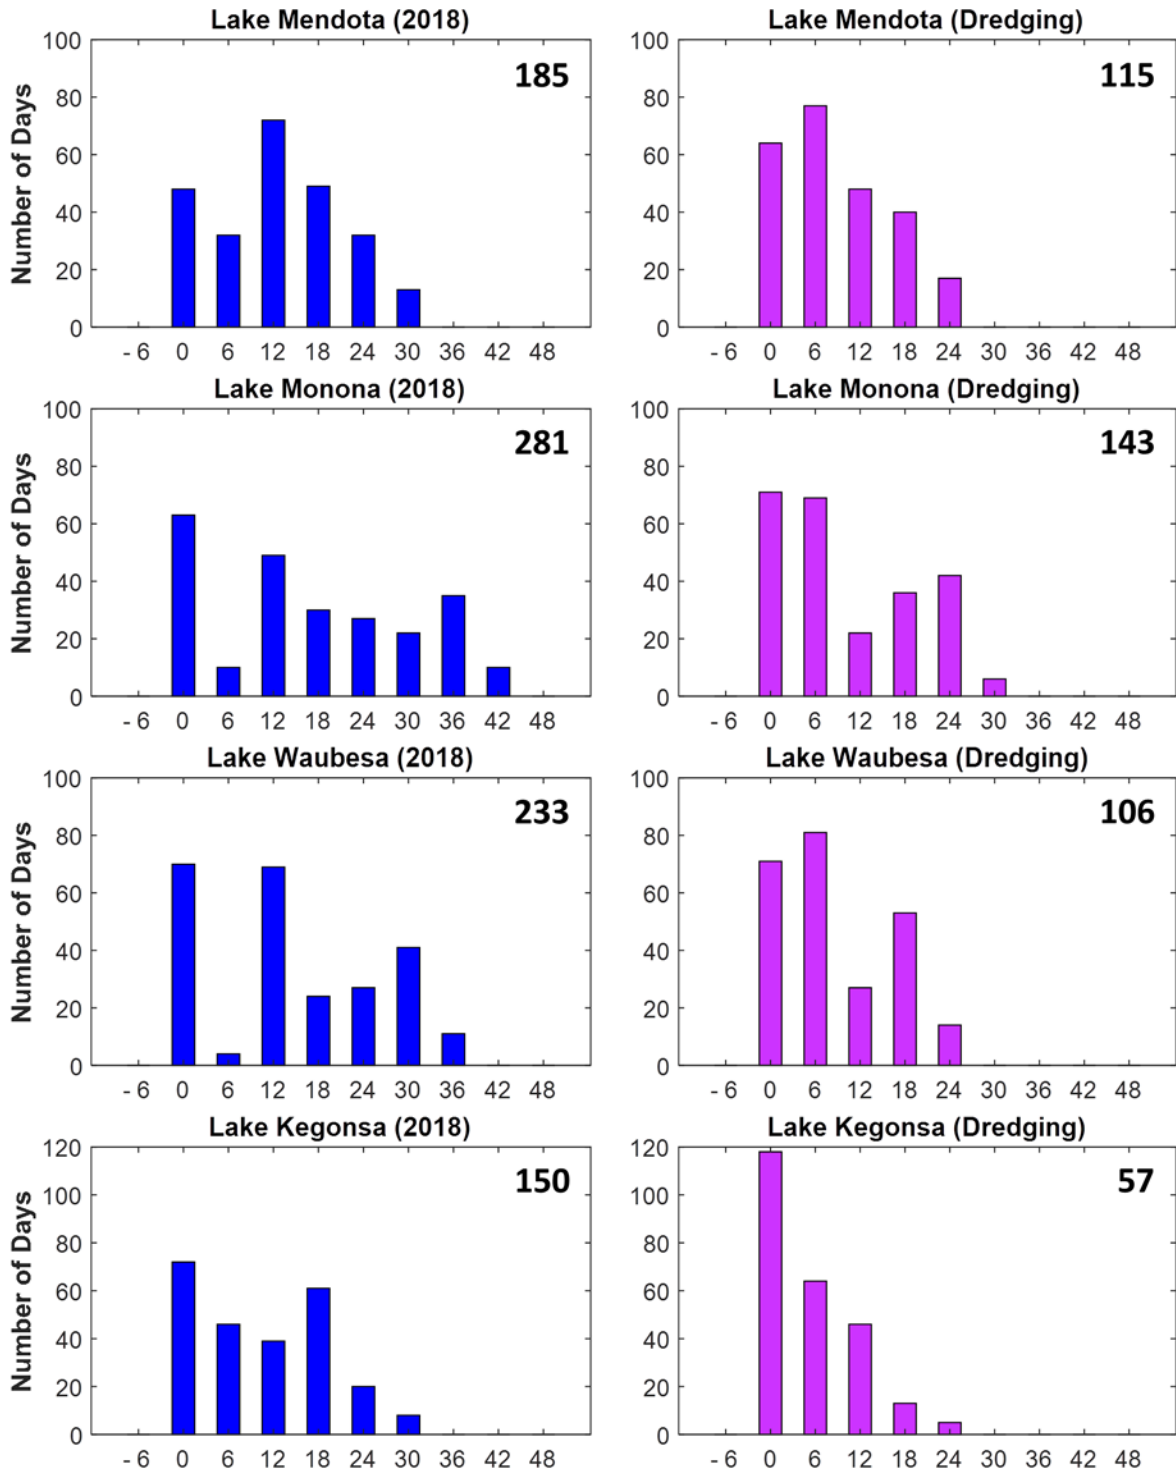 Lake Mendota (2018)
185
Number of Days
100
80
60
40
20
0
- 6 0 6 12 18 24 30 36 42 48
Lake Mendota (Dredging)
115
100
80
60
40
20
0
- 6 0 6 12 18 24 30 36 42 48
Lake Monona (2018)
281
Number of Days
100
80
60
40
20
0
- 6 0 6 12 18 24 30 36 42 48
Lake Monona (Dredging)
143
100
80
60
40
20
0
- 6 0 6 12 18 24 30 36 42 48
Lake Waubesa (2018)
233
Number of Days
100
80
60
40
20
0
- 6 0 6 12 18 24 30 36 42 48
Lake Waubesa (Dredging)
106
100
80
60
40
20
0
- 6 0 6 12 18 24 30 36 42 48
Lake Kegonsa (2018)
150
Number of Days
120
100
80
60
40
20
0
- 6 0 6 12 18 24 30 36 42 48
Lake Kegonsa (Dredging)
57
120
100
80
60
40
20
0
- 6 0 6 12 18 24 30 36 42 48